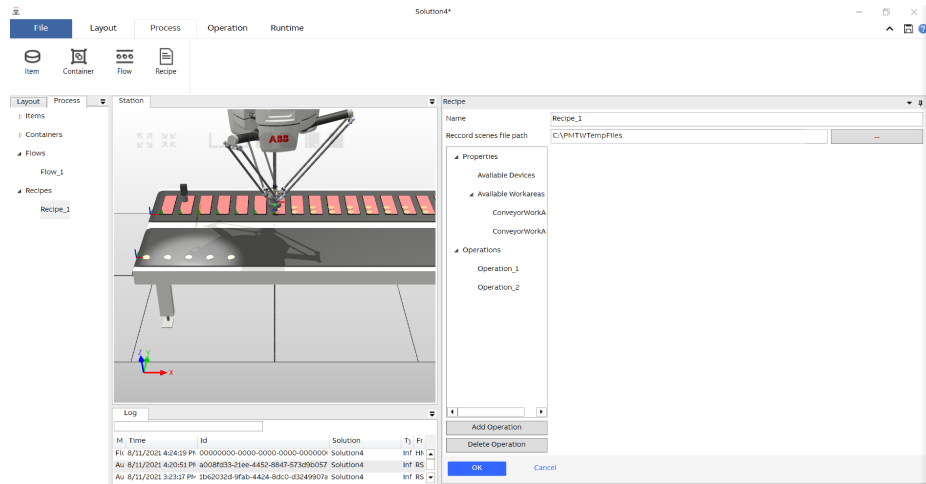 Solution4*
File Layout Process Operation Runtime
Item Container Flow Recipe
Layout Process
Items
Containers
Flows
Flow_1
Recipes
Recipe_1
Station
ABB
Z Y
X
Log
M Time Id Solution Ty Fr
8/11/2021 4:24:19 PM 00000000-0000-0000-0000-00000000 Solution4 Inf
Au 8/11/2021 4:20:51 PM a008fd33-21ee-4452-8847-573d9b057 Solution4 Inf RS
Au 8/11/2021 3:23:17 PM 1b62032d-9fab-4424-8dc0-d3249907a Solution4 Inf RS
Recipe
Name Recipe_1
Reccord scenes file path C:\PMTWTempFiles ...
Properties
Available Devices
Available Workareas
ConveyorWorkA
ConveyorWorkA
Operations
Operation_1
Operation_2
Add Operation
Delete Operation
OK Cancel